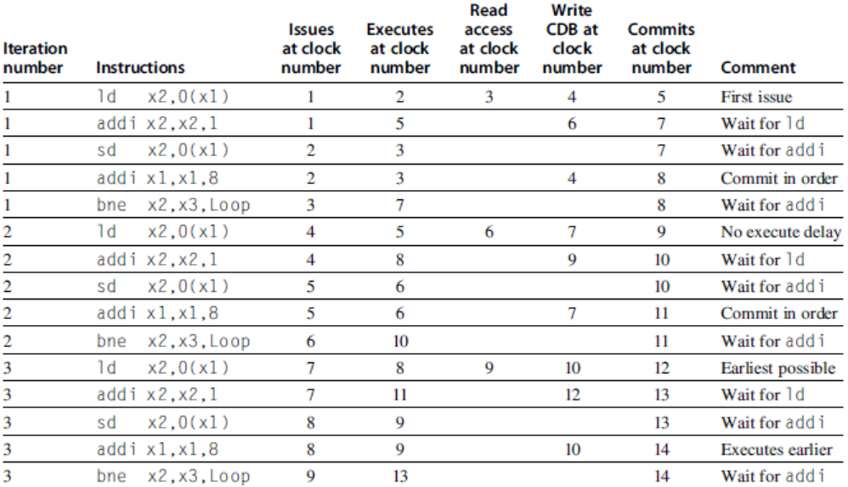 Iteration number Instructions Issues at clock number Executes at clock number Read access at clock number Write CDB at clock number Commits at clock number Comment
1 ld x2,0(x1) 1 2 3 4 5 First issue
1 addi x2,x2,1 1 5 6 7 Wait for ld
1 sd x2,0(x1) 2 3 7 Wait for addi
1 addi x1,x1,8 2 3 4 8 Commit in order
1 bne x2,x3,Loop 3 7 8 Wait for addi
2 ld x2,0(x1) 4 5 6 7 9 No execute delay
2 addi x2,x2,1 4 8 9 10 Wait for ld
2 sd x2,0(x1) 5 6 10 Wait for addi
2 addi x1,x1,8 5 6 7 11 Commit in order
2 bne x2,x3,Loop 6 10 11 Wait for addi
3 ld x2,0(x1) 7 8 9 10 12 Earliest possible
3 addi x2,x2,1 7 11 12 13 Wait for ld
3 sd x2,0(x1) 8 9 13 Wait for addi
3 addi x1,x1,8 8 9 10 14 Executes earlier
3 bne x2,x3,Loop 9 13 14 Wait for addi